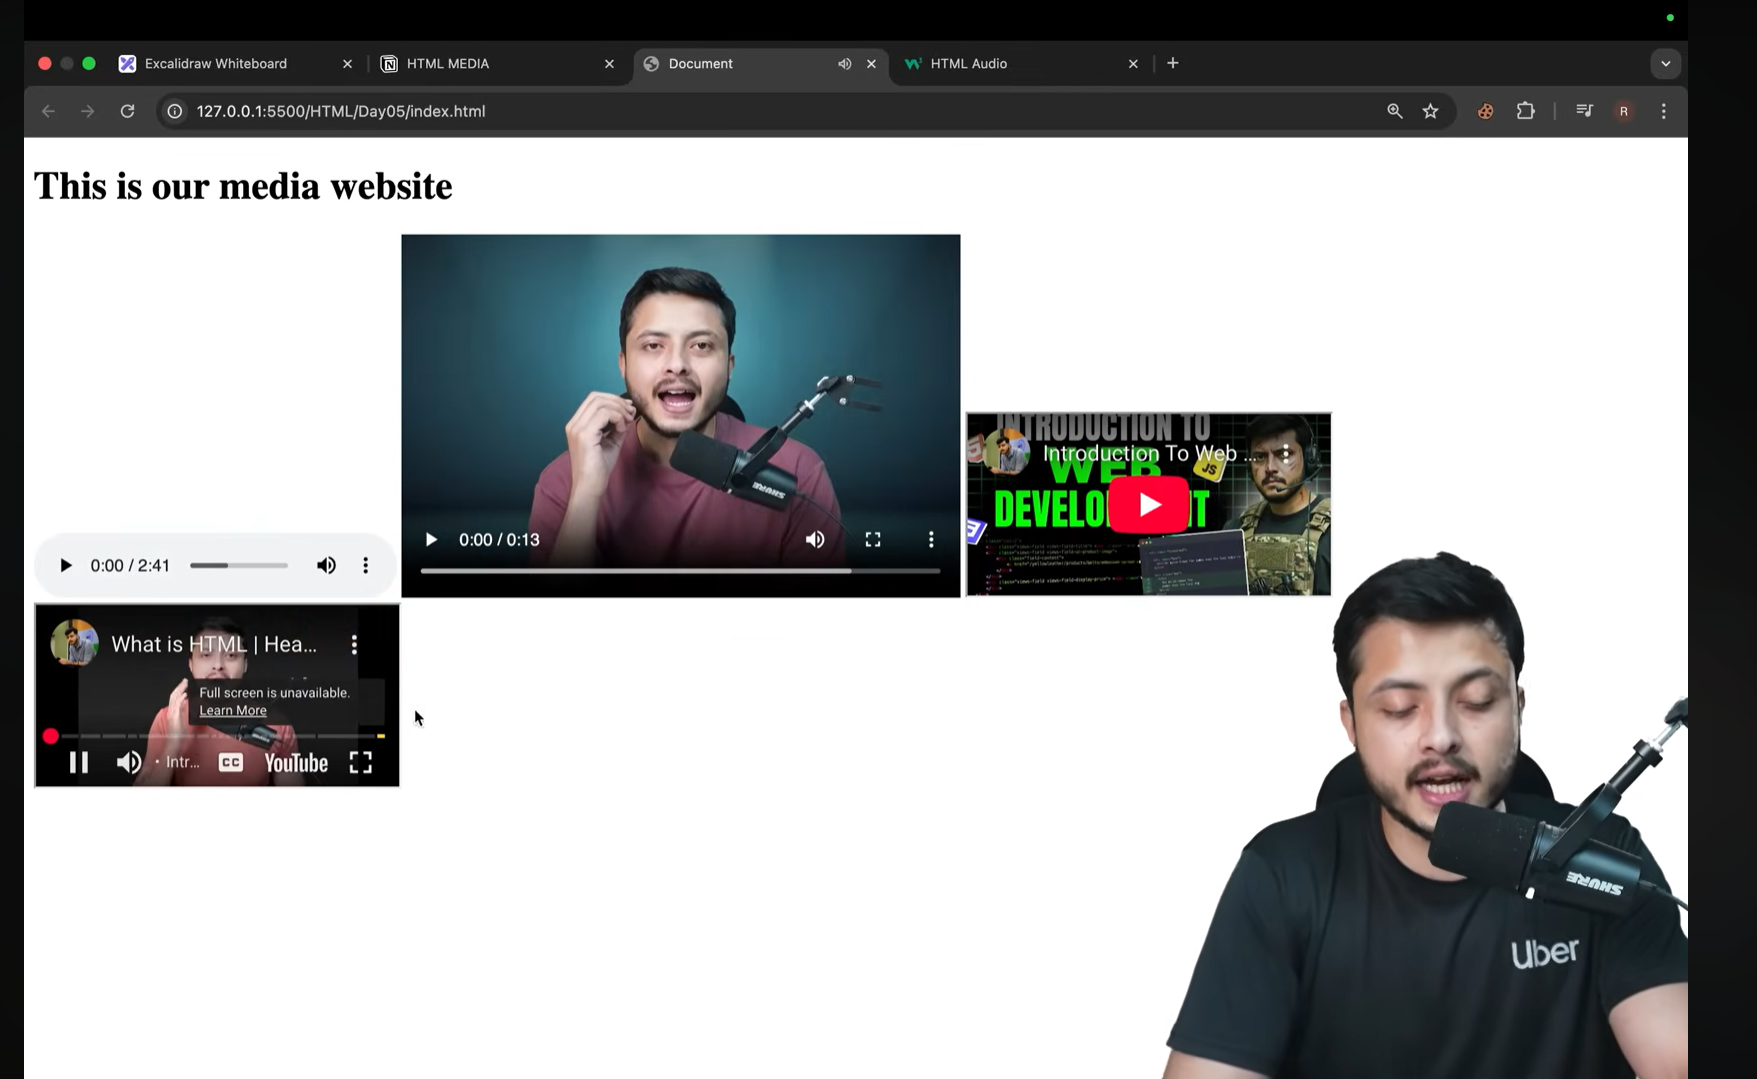 Excalidraw Whiteboard
HTML MEDIA
Document
HTML Audio
127.0.0.1:5500/HTML/Day05/index.html
R
This is our media website
INTRODUCTION TO
Introduction To Web ...
WEB
JS
0:00 / 0:13
SHURE
0:00 / 2:41
What is HTML | Hea...
Full screen is unavailable.
Learn More
Intr...
CC
YouTube
SHURE
Uber